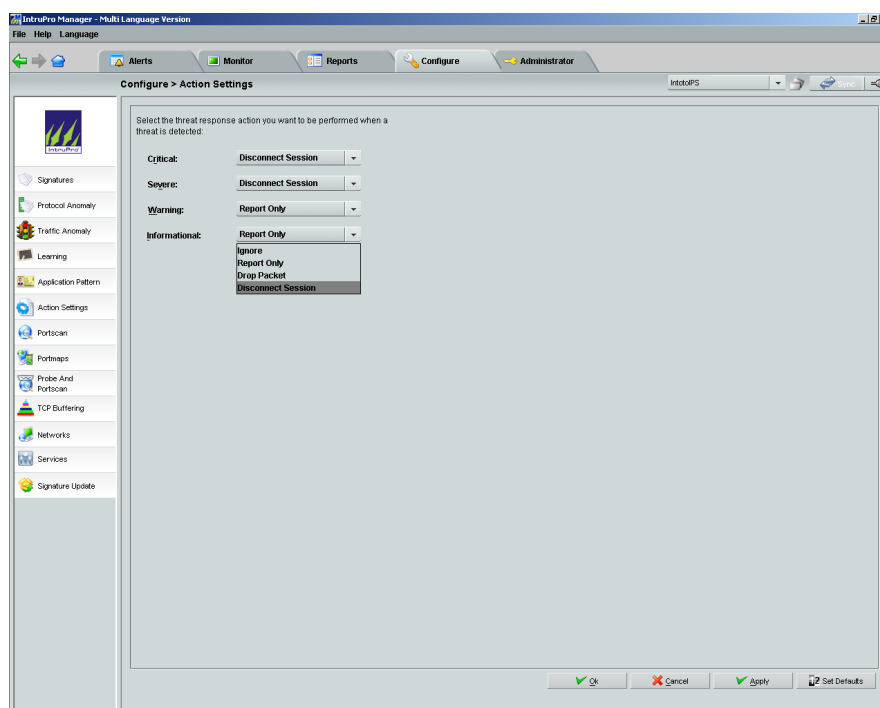 IntruPro Manager - Multi Language Version
File Help Language
Alerts Monitor Reports Configure Administrator
Configure > Action Settings
IntotoIPS
Sync
IntruPro
Select the threat response action you want to be performed when a
threat is detected:
Critical: Disconnect Session
Severe: Disconnect Session
Warning: Report Only
Informational: Report Only
Ignore
Report Only
Drop Packet
Disconnect Session
Signatures
Protocol Anomaly
Traffic Anomaly
Learning
Application Pattern
Action Settings
Portscan
Portmaps
Probe And
Portscan
TCP Buffering
Networks
Services
Signature Update
Ok Cancel Apply Set Defaults